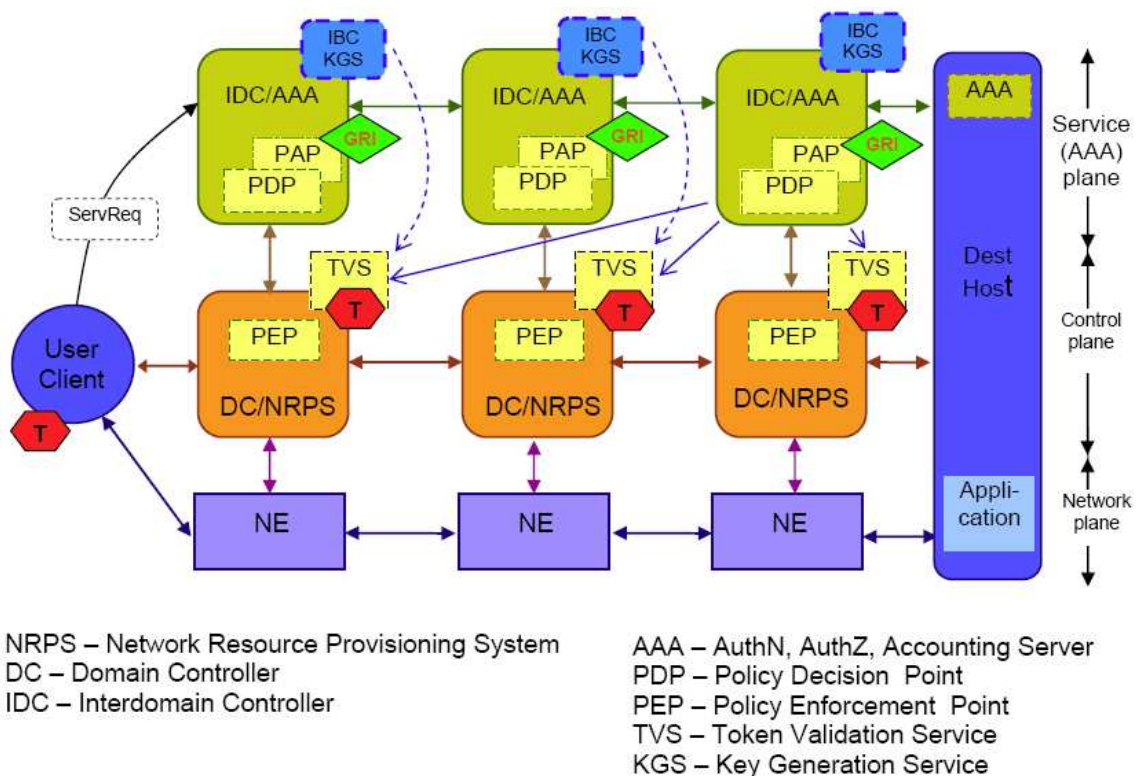 IBC
KGS
IBC
KGS
IBC
KGS
IDC/AAA
IDC/AAA
IDC/AAA
AAA
GRI
GRI
GRI
PAP
PDP
PAP
PDP
PAP
PDP
Service
(AAA)
plane
ServReq
TVS
TVS
TVS
T
T
T
Dest
Host
PEP
PEP
PEP
Control
plane
User
Client
T
DC/NRPS
DC/NRPS
DC/NRPS
NE
NE
NE
Appli-
cation
Network
plane
NRPS – Network Resource Provisioning System
DC – Domain Controller
IDC – Interdomain Controller
AAA – AuthN, AuthZ, Accounting Server
PDP – Policy Decision Point
PEP – Policy Enforcement Point
TVS – Token Validation Service
KGS – Key Generation Service